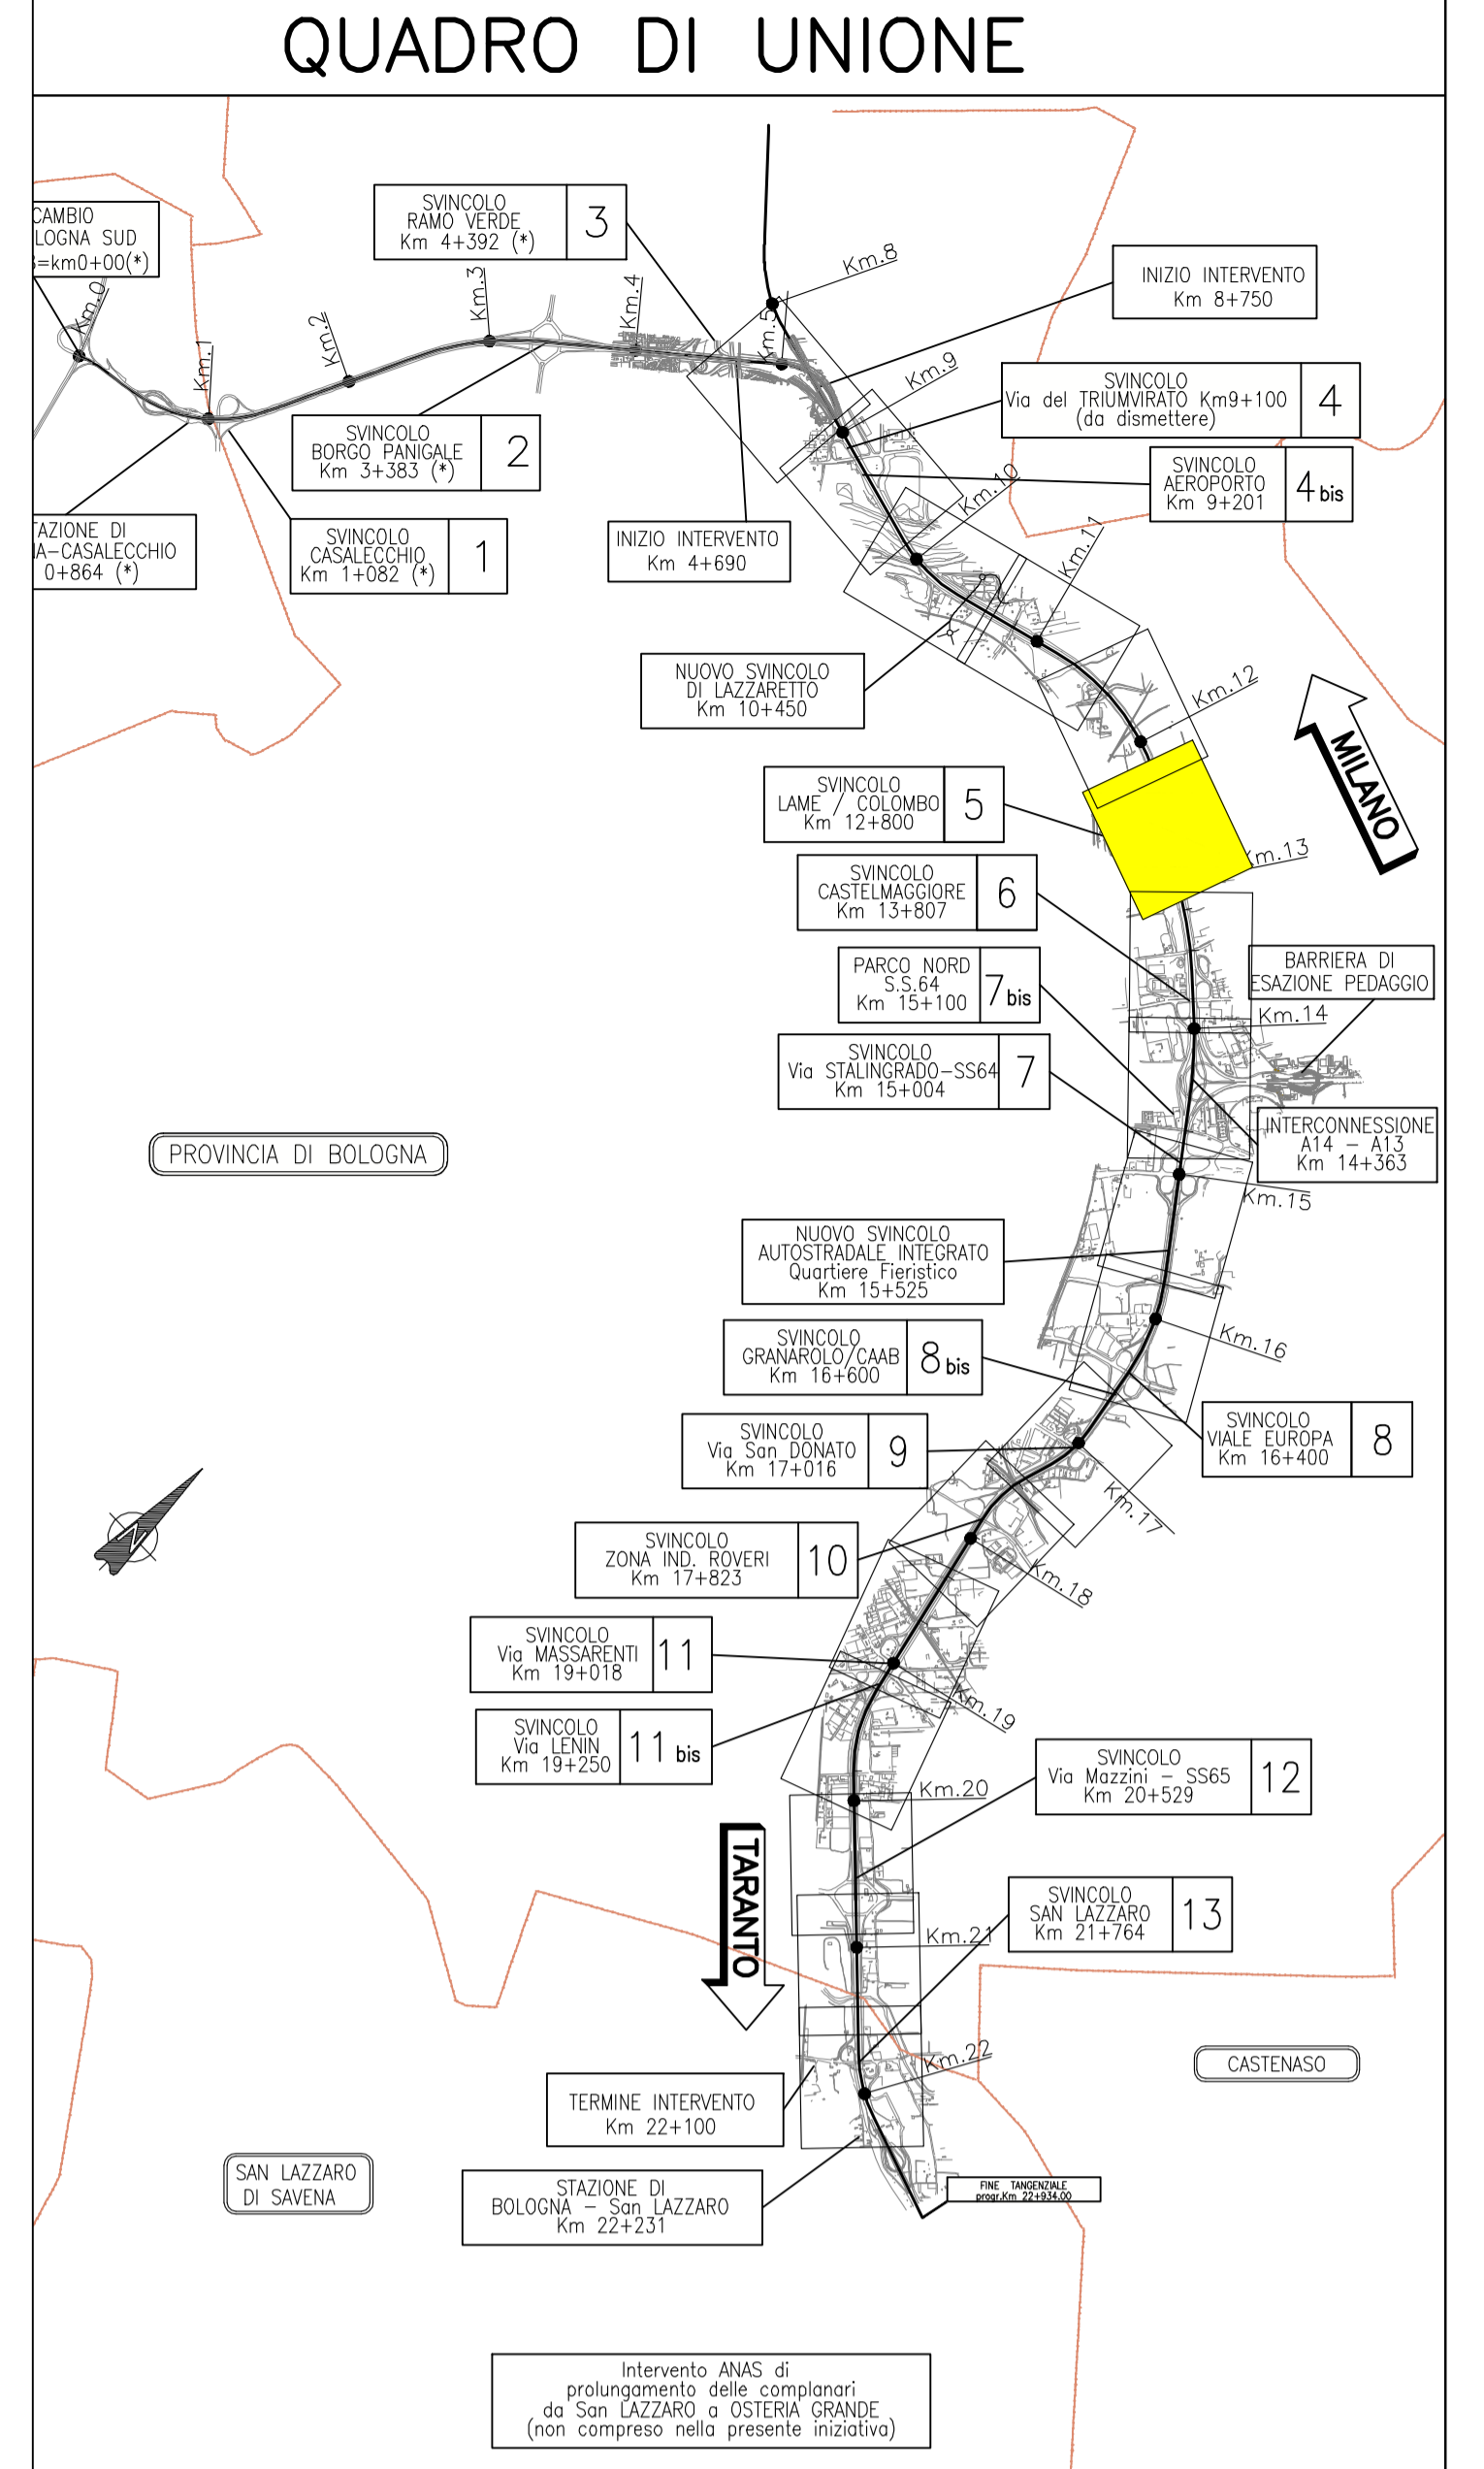 QUADRO DI UNIONE
CAMBIO
LOGNA SUD
=km0+00(*)
SVINCOLO
RAMO VERDE
Km 4+392 (*)
3
INIZIO INTERVENTO
Km 8+750
Km.0
Km.1
Km.2
Km.3
Km.4
Km.5
Km.8
Km.9
SVINCOLO
Via del TRIUMVIRATO Km9+100
(da dismettere)
4
SVINCOLO
BORGO PANIGALE
Km 3+383 (*)
2
SVINCOLO
AEROPORTO
Km 9+201
4 bis
TAZIONE DI
A-CASALECCHIO
0+864 (*)
SVINCOLO
CASALECCHIO
Km 1+082 (*)
1
INIZIO INTERVENTO
Km 4+690
Km.10
Km.11
NUOVO SVINCOLO
DI LAZZARETTO
Km 10+450
Km.12
MILANO
SVINCOLO
LAME / COLOMBO
Km 12+800
5
m.13
SVINCOLO
CASTELMAGGIORE
Km 13+807
6
PARCO NORD
S.S.64
Km 15+100
7 bis
BARRIERA DI
ESAZIONE PEDAGGIO
Km.14
SVINCOLO
Via STALINGRADO-SS64
Km 15+004
7
INTERCONNESSIONE
A14 - A13
Km 14+363
PROVINCIA DI BOLOGNA
Km.15
NUOVO SVINCOLO
AUTOSTRADALE INTEGRATO
Quartiere Fieristico
Km 15+525
Km.16
SVINCOLO
GRANAROLO/CAAB
Km 16+600
8 bis
SVINCOLO
VIALE EUROPA
Km 16+400
8
SVINCOLO
Via San DONATO
Km 17+016
9
Km.17
SVINCOLO
ZONA IND. ROVERI
Km 17+823
10
Km.18
SVINCOLO
Via MASSARENTI
Km 19+018
11
Km.19
SVINCOLO
Via LENIN
Km 19+250
11 bis
SVINCOLO
Via Mazzini - SS65
Km 20+529
12
Km.20
TARANTO
SVINCOLO
SAN LAZZARO
Km 21+764
13
Km.21
Km.22
CASTENASO
TERMINE INTERVENTO
Km 22+100
SAN LAZZARO
DI SAVENA
STAZIONE DI
BOLOGNA - San LAZZARO
Km 22+231
FINE TANGENZIALE
progr.Km 22+934,00
Intervento ANAS di
prolungamento delle complanari
da San LAZZARO a OSTERIA GRANDE
(non compreso nella presente iniziativa)